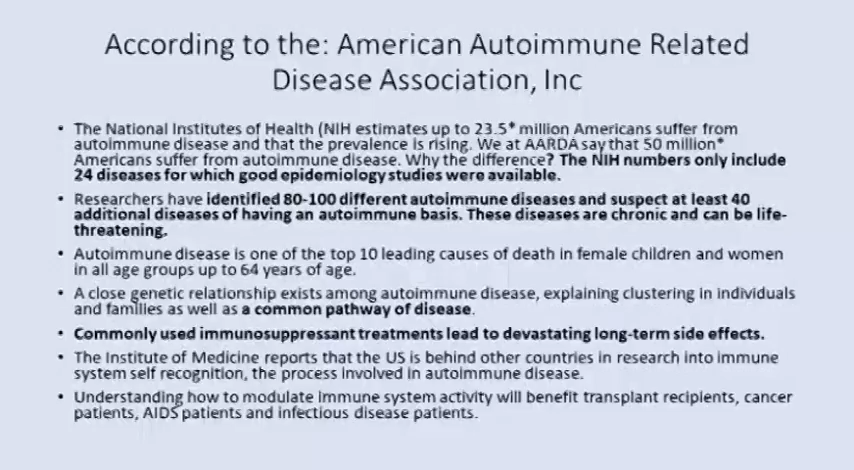 According to the: American Autoimmune Related
Disease Association, Inc
• The National Institutes of Health (NIH estimates up to 23.5* million Americans suffer from
autoimmune disease and that the prevalence is rising. We at AARDA say that 50 million*
Americans suffer from autoimmune disease. Why the difference? The NIH numbers only include
24 diseases for which good epidemiology studies were available.
• Researchers have identified 80-100 different autoimmune diseases and suspect at least 40
additional diseases of having an autoimmune basis. These diseases are chronic and can be life-
threatening.
• Autoimmune disease is one of the top 10 leading causes of death in female children and women
in all age groups up to 64 years of age.
• A close genetic relationship exists among autoimmune disease, explaining clustering in individuals
and families as well as a common pathway of disease.
• Commonly used immunosuppressant treatments lead to devastating long-term side effects.
• The Institute of Medicine reports that the US is behind other countries in research into immune
system self recognition, the process involved in autoimmune disease.
• Understanding how to modulate immune system activity will benefit transplant recipients, cancer
patients, AIDS patients and infectious disease patients.